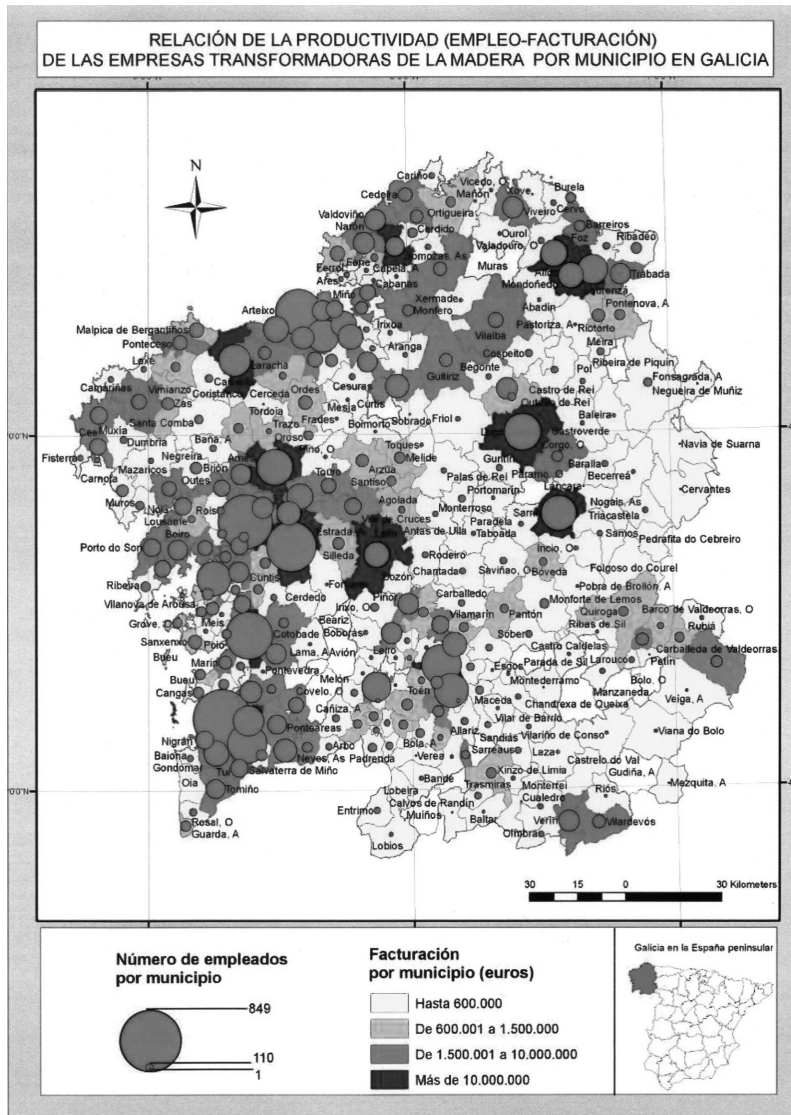 RELACIÓN DE LA PRODUCTIVIDAD (EMPLEO-FACTURACIÓN)
DE LAS EMPRESAS TRANSFORMADORAS DE LA MADERA POR MUNICIPIO EN GALICIA
N
Cariño
Vicedo, O
Mañón
Xove
Burela
Cedeira
Ortigueira
Viveiro
Cervo
Valdoviño
Narón
Cerdido
Ourol
Foz
Barreiros
Ribadeo
Valadouro, O
Ferrol
Fene
Capela, A
Somozas, As
Muras
Mondoñedo
Trabada
Ares
Cabanas
Miño
Xermade
Abadín
Pontenova, A
Arteixo
Monfero
Pastoriza, A
Riotorto
Malpica de Bergantiños
Ponteceso
Irixoa
Vilalba
Meira
Laxe
Laracha
Aranga
Cospeito
Ribeira de Piquín
Guitiriz
Begonte
Pol
Fonsagrada, A
Negueira de Muñiz
Camariñas
Vimianzo
Coristanco
Cerceda
Ordes
Cesuras
Curtis
Castro de Rei
Outeiro de Rei
Zas
Tordoia
Mesía
Baleira
Santa Comba
Trazo
Frades
Boimorto
Sobrado
Friol
Castroverde
Cee
Muxia
Dumbria
Baña, A
Oroso
Pino, O
Toques
Melide
Corgo, O
Navia de Suarna
Fisterra
Mazaricos
Negreira
Brión
Ames
Arzúa
Guntín
Baralla
Carnota
Outes
Touro
Santiso
Palas de Rei
Páramo, O
Becerreá
Portomarín
Láncara
Cervantes
Muros
Noia
Rois
Agolada
Monterroso
Nogais, As
Lousame
Paradela
Triacastela
Boiro
Antas de Ulla
Taboada
Samos
Pedrafita do Cebreiro
Porto do Son
Estrada
Silleda
Rodeiro
Incio, O
Folgoso do Courel
Ribeira
Cuntis
Dozón
Chantada
Saviñao, O
Bóveda
Pobra de Brollón, A
Vilanova de Arousa
Cerdedo
Piñor
Carballedo
Monforte de Lemos
Meis
Beariz
Irixo, O
Vilamarín
Pantón
Quiroga
Barco de Valdeorras, O
Cotobade
Boborás
Ribas de Sil
Rubiá
Sanxenxo
Poio
Lama, A
Avión
Leiro
Sober
Castro Caldelas
Carballeda de Valdeorras
Bueu
Marín
Pontevedra
Esgos
Parada de Sil
Larouco
Bueu
Melón
Montederramo
Bolo, O
Cangas
Covelo, O
Toén
Manzaneda
Veiga, A
Cañiza, A
Maceda
Chandrexa de Queixa
Ponteareas
Vilar de Barrio
Nigrán
Arbo
Bola, A
Allariz
Sandiás
Vilariño de Conso
Viana do Bolo
Baiona
Neves, As
Padrenda
Verea
Sarreaus
Laza
Gondomar
Tui
Salvaterra de Miño
Castrelo do Val
Oia
Bande
Xinzo de Limia
Gudiña, A
Tomiño
Lobeira
Trasmiras
Monterrei
Mezquita, A
Calvos de Randín
Cualedro
Riós
Entrimo
Muíños
Baltar
Verín
Vilardevós
Rosal, O
Guarda, A
Oímbra
Lobios
30 15 0 30 Kilometers
Número de empleados
por municipio
849
110
1
Facturación
por municipio (euros)
Hasta 600.000
De 600.001 a 1.500.000
De 1.500.001 a 10.000.000
Más de 10.000.000
Galicia en la España peninsular